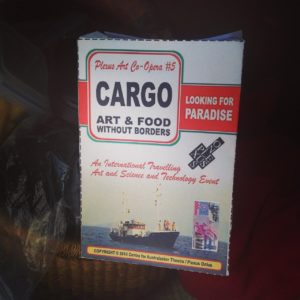 Plexus Art Co-Opera #5
CARGO
ART & FOOD
WITHOUT BORDERS
LOOKING FOR
PARADISE
An International Travelling
Art and Science and Technology Event